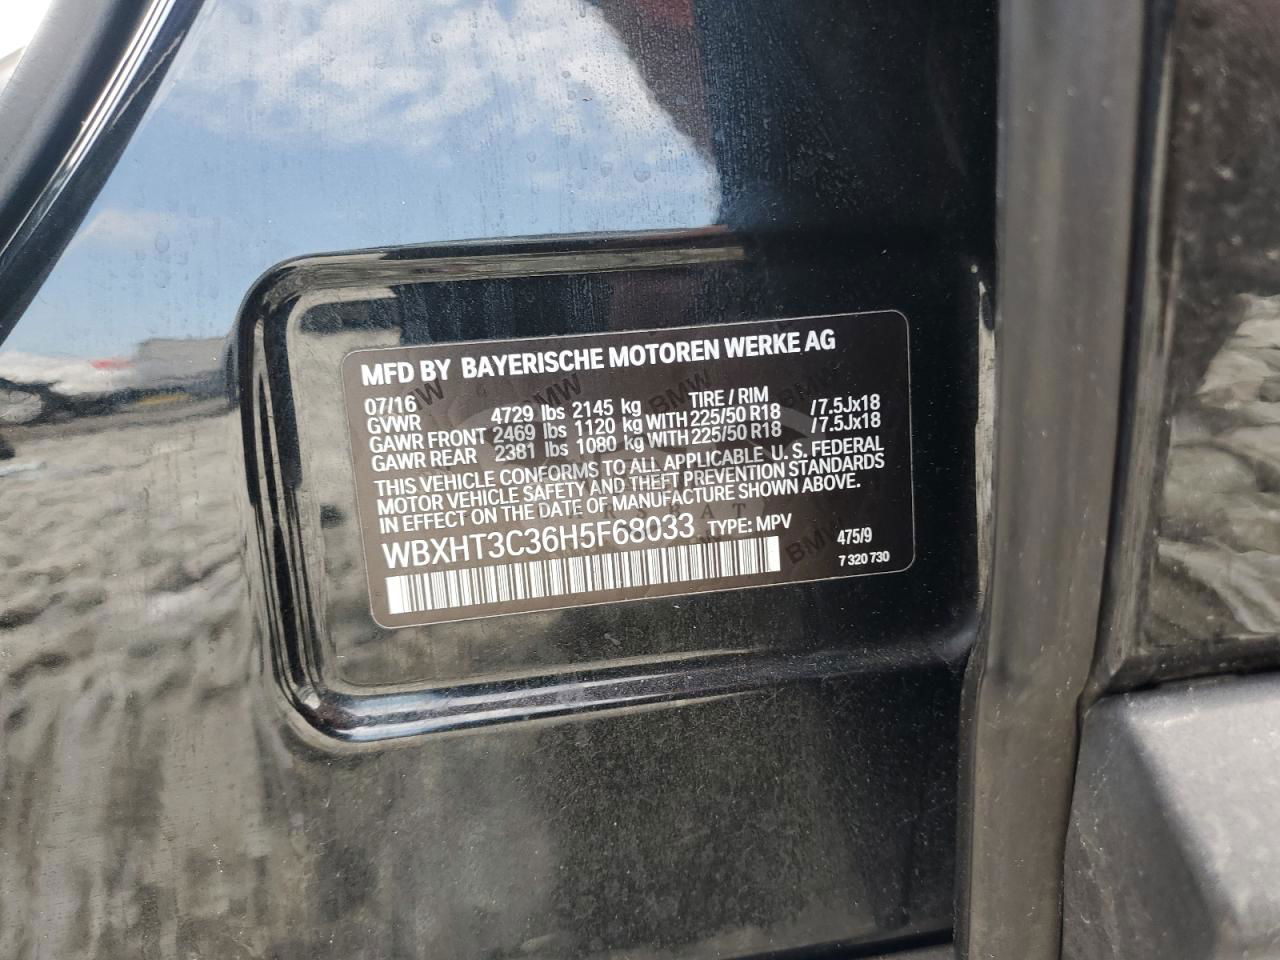 MFD BY BAYERISCHE MOTOREN WERKE AG
07/16 TIRE / RIM
GVWR 4729 lbs 2145 kg
GAWR FRONT 2469 lbs 1120 kg WITH 225/50 R18 /7.5Jx18
GAWR REAR 2381 lbs 1080 kg WITH 225/50 R18 /7.5Jx18
THIS VEHICLE CONFORMS TO ALL APPLICABLE U. S. FEDERAL
MOTOR VEHICLE SAFETY AND THEFT PREVENTION STANDARDS
IN EFFECT ON THE DATE OF MANUFACTURE SHOWN ABOVE.
WBXHT3C36H5F68033 TYPE: MPV 475/9
7 320 730